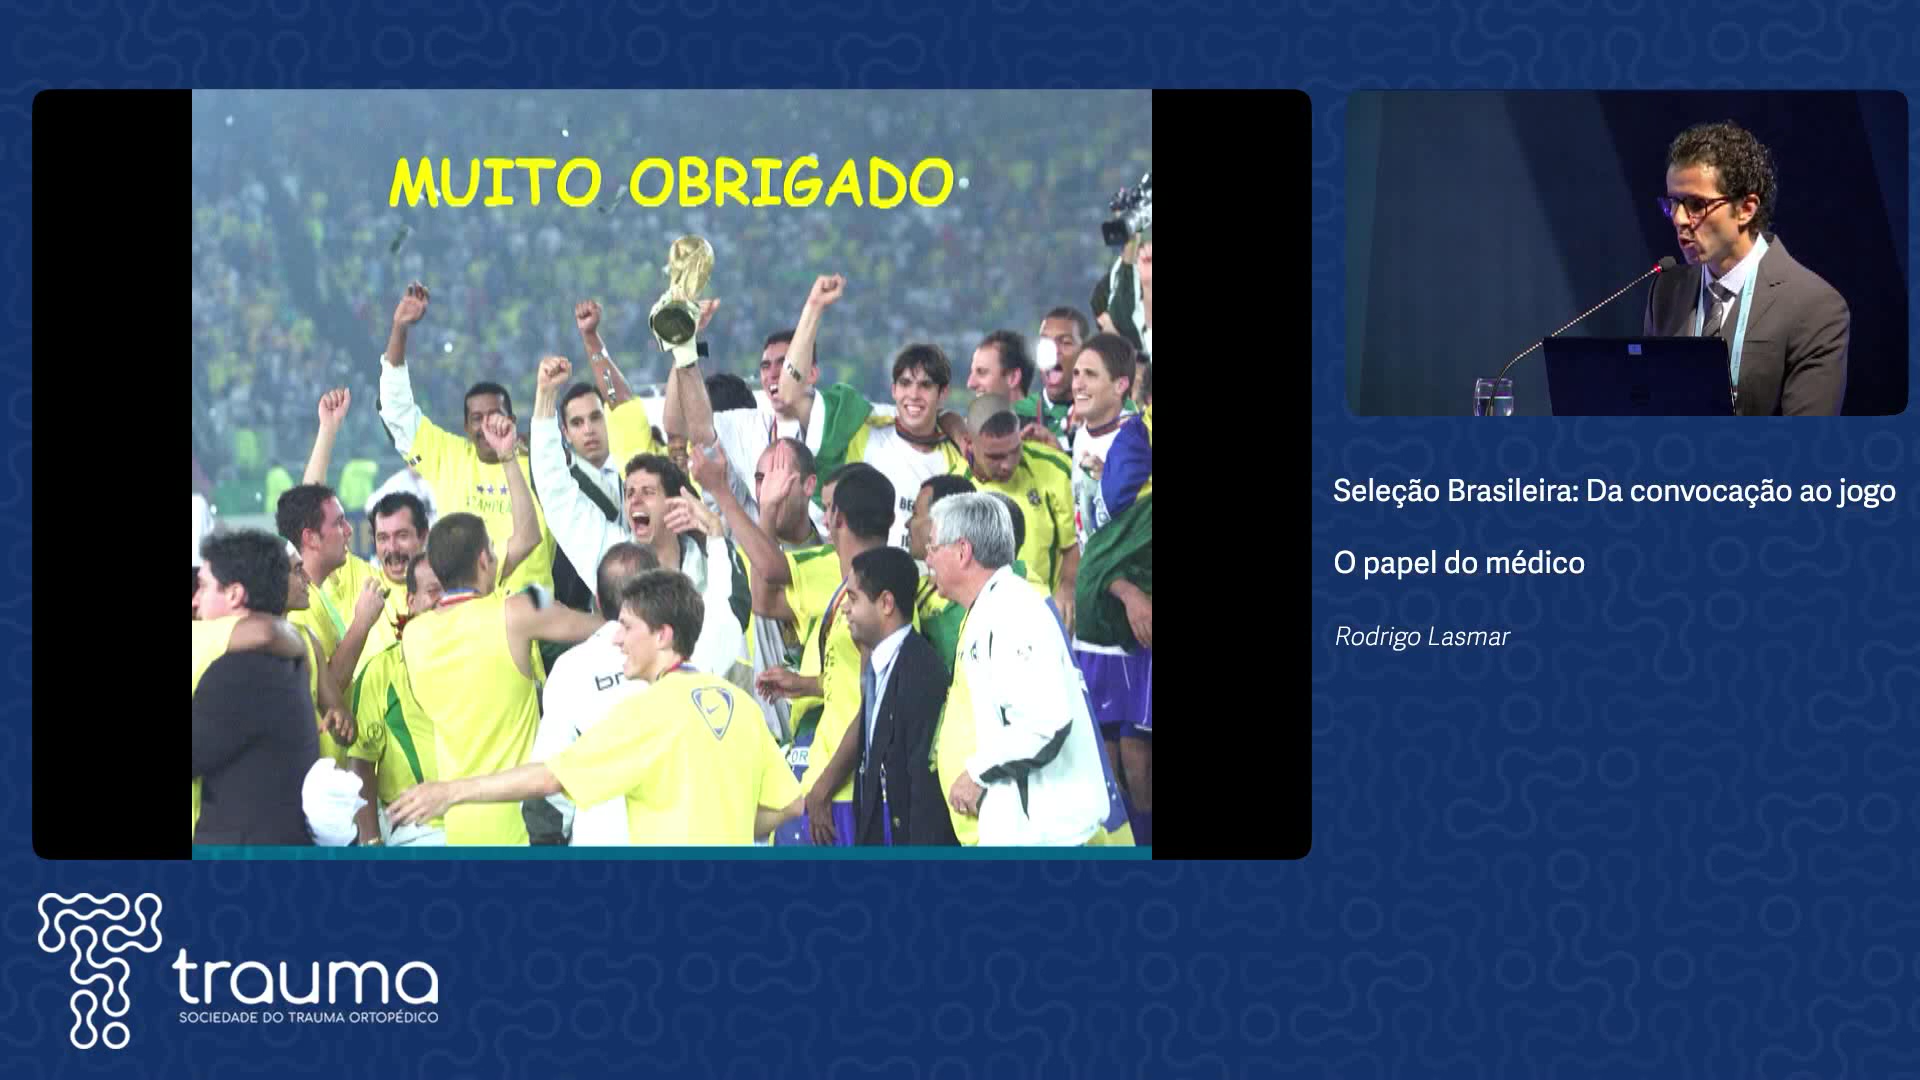 MUITO OBRIGADO
Seleção Brasileira: Da convocação ao jogo
O papel do médico
Rodrigo Lasmar
trauma
SOCIEDADE DO TRAUMA ORTOPÉDICO